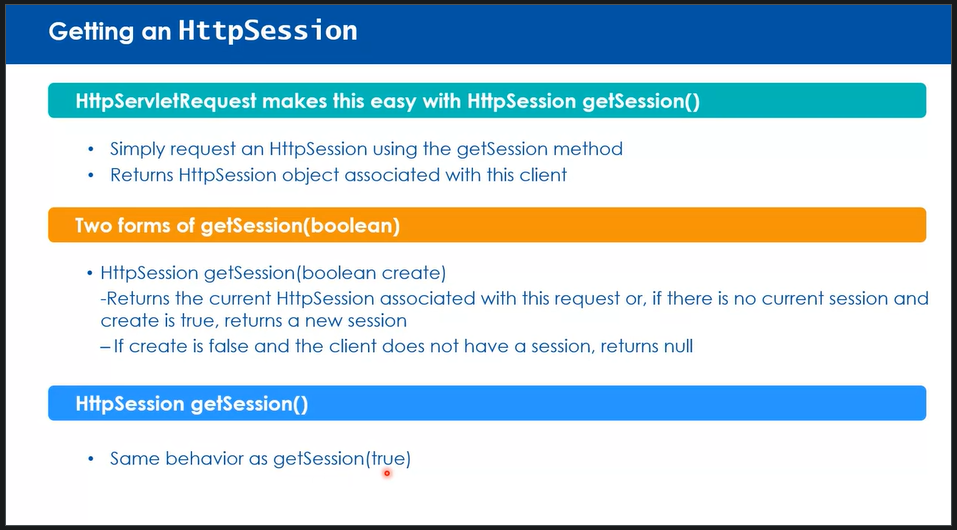 Getting an HttpSession
HttpServletRequest makes this easy with HttpSession getSession()
• Simply request an HttpSession using the getSession method
• Returns HttpSession object associated with this client
Two forms of getSession(boolean)
• HttpSession getSession(boolean create)
-Returns the current HttpSession associated with this request or, if there is no current session and
create is true, returns a new session
– If create is false and the client does not have a session, returns null
HttpSession getSession()
• Same behavior as getSession(true)